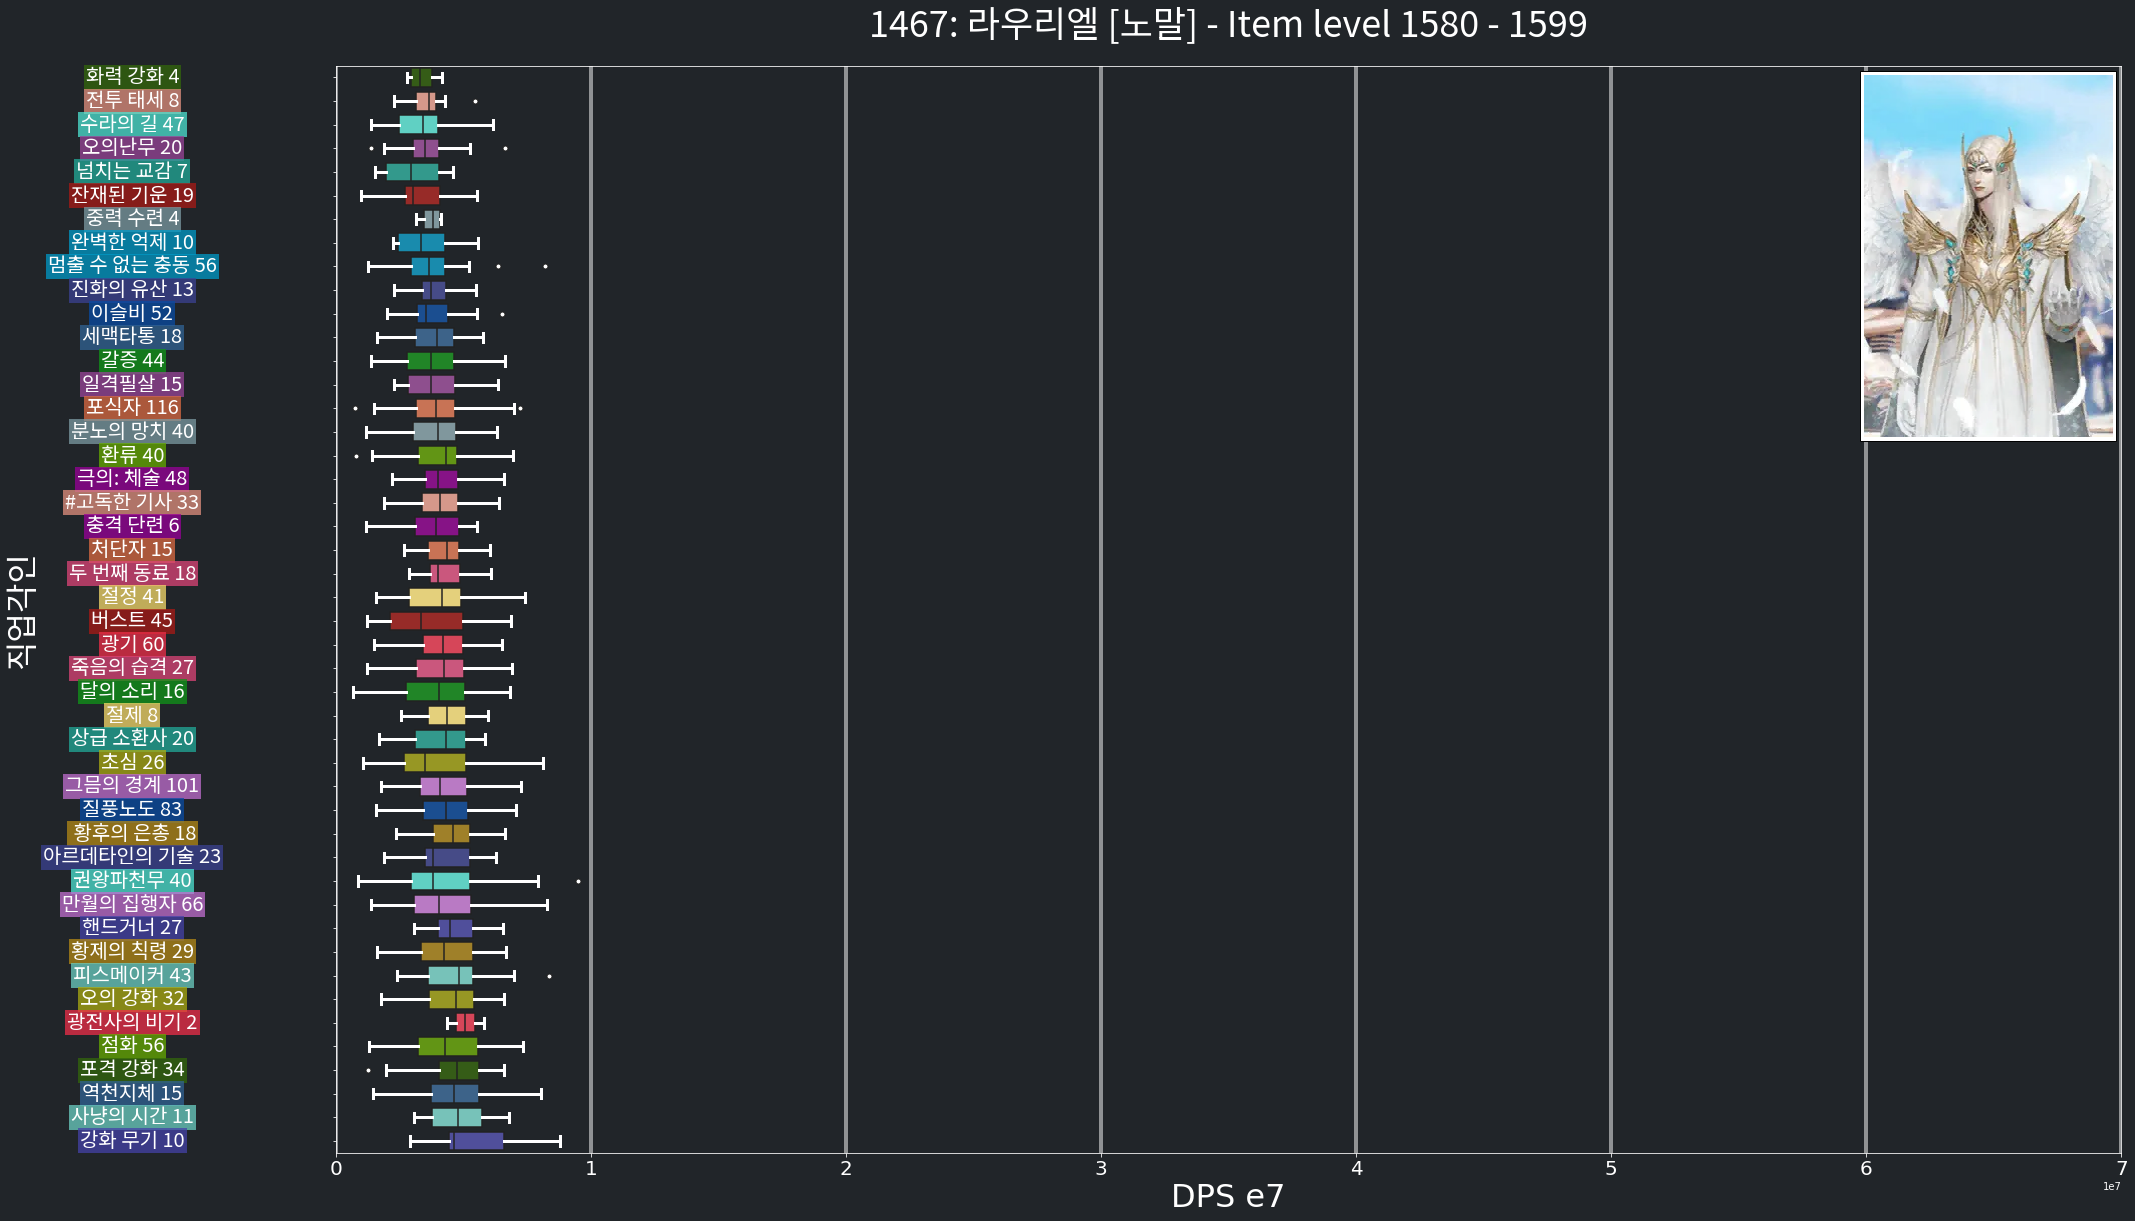 1467: 라우리엘 [노말] - Item level 1580 - 1599
화력 강화 4
전투 태세 8
수라의 길 47
오의난무 20
넘치는 교감 7
잔재된 기운 19
중력 수련 4
완벽한 억제 10
멈출 수 없는 충동 56
진화의 유산 13
이슬비 52
세맥타통 18
갈증 44
일격필살 15
포식자 116
분노의 망치 40
환류 40
극의: 체술 48
#고독한 기사 33
충격 단련 6
처단자 15
두 번째 동료 18
절정 41
버스트 45
광기 60
죽음의 습격 27
달의 소리 16
절제 8
상급 소환사 20
초심 26
그믐의 경계 101
질풍노도 83
황후의 은총 18
아르데타인의 기술 23
권왕파천무 40
만월의 집행자 66
핸드거너 27
황제의 칙령 29
피스메이커 43
오의 강화 32
광전사의 비기 2
점화 56
포격 강화 34
역천지체 15
사냥의 시간 11
강화 무기 10
직업각인
0 1 2 3 4 5 6 7
1e7
DPS e7